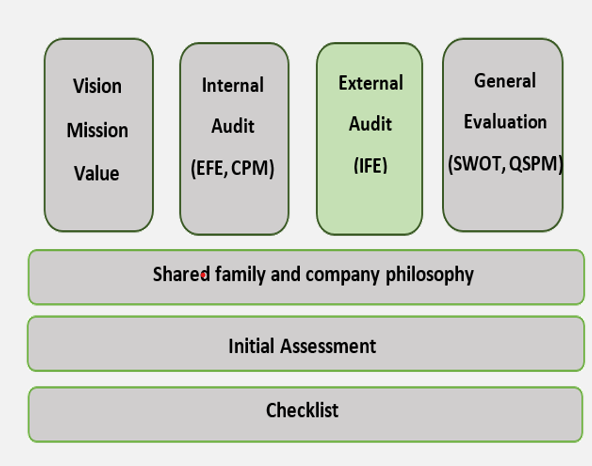 Vision
Mission
Value
Internal
Audit
(EFE, CPM)
External
Audit
(IFE)
General
Evaluation
(SWOT, QSPM)
Shared family and company philosophy
Initial Assessment
Checklist